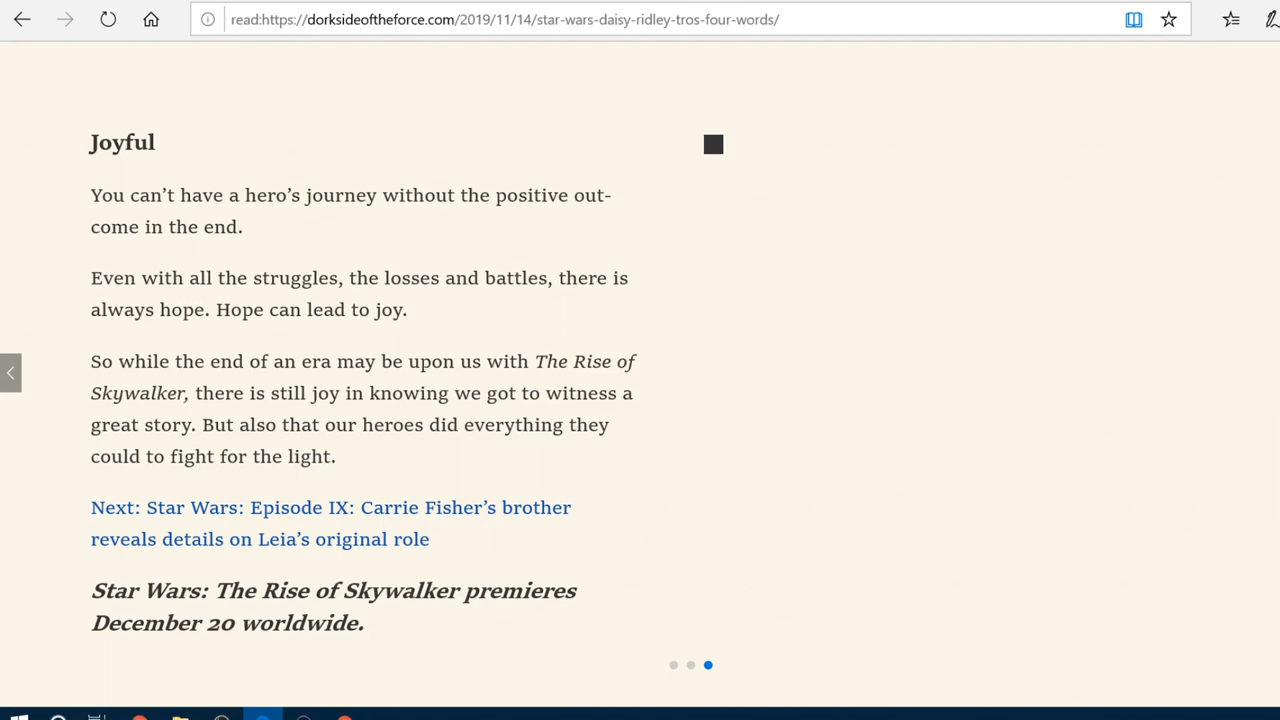 read:https://dorksideoftheforce.com/2019/11/14/star-wars-daisy-ridley-tros-four-words/
Joyful
You can’t have a hero’s journey without the positive out-
come in the end.
Even with all the struggles, the losses and battles, there is
always hope. Hope can lead to joy.
So while the end of an era may be upon us with The Rise of
Skywalker, there is still joy in knowing we got to witness a
great story. But also that our heroes did everything they
could to fight for the light.
Next: Star Wars: Episode IX: Carrie Fisher’s brother
reveals details on Leia’s original role
Star Wars: The Rise of Skywalker premieres
December 20 worldwide.